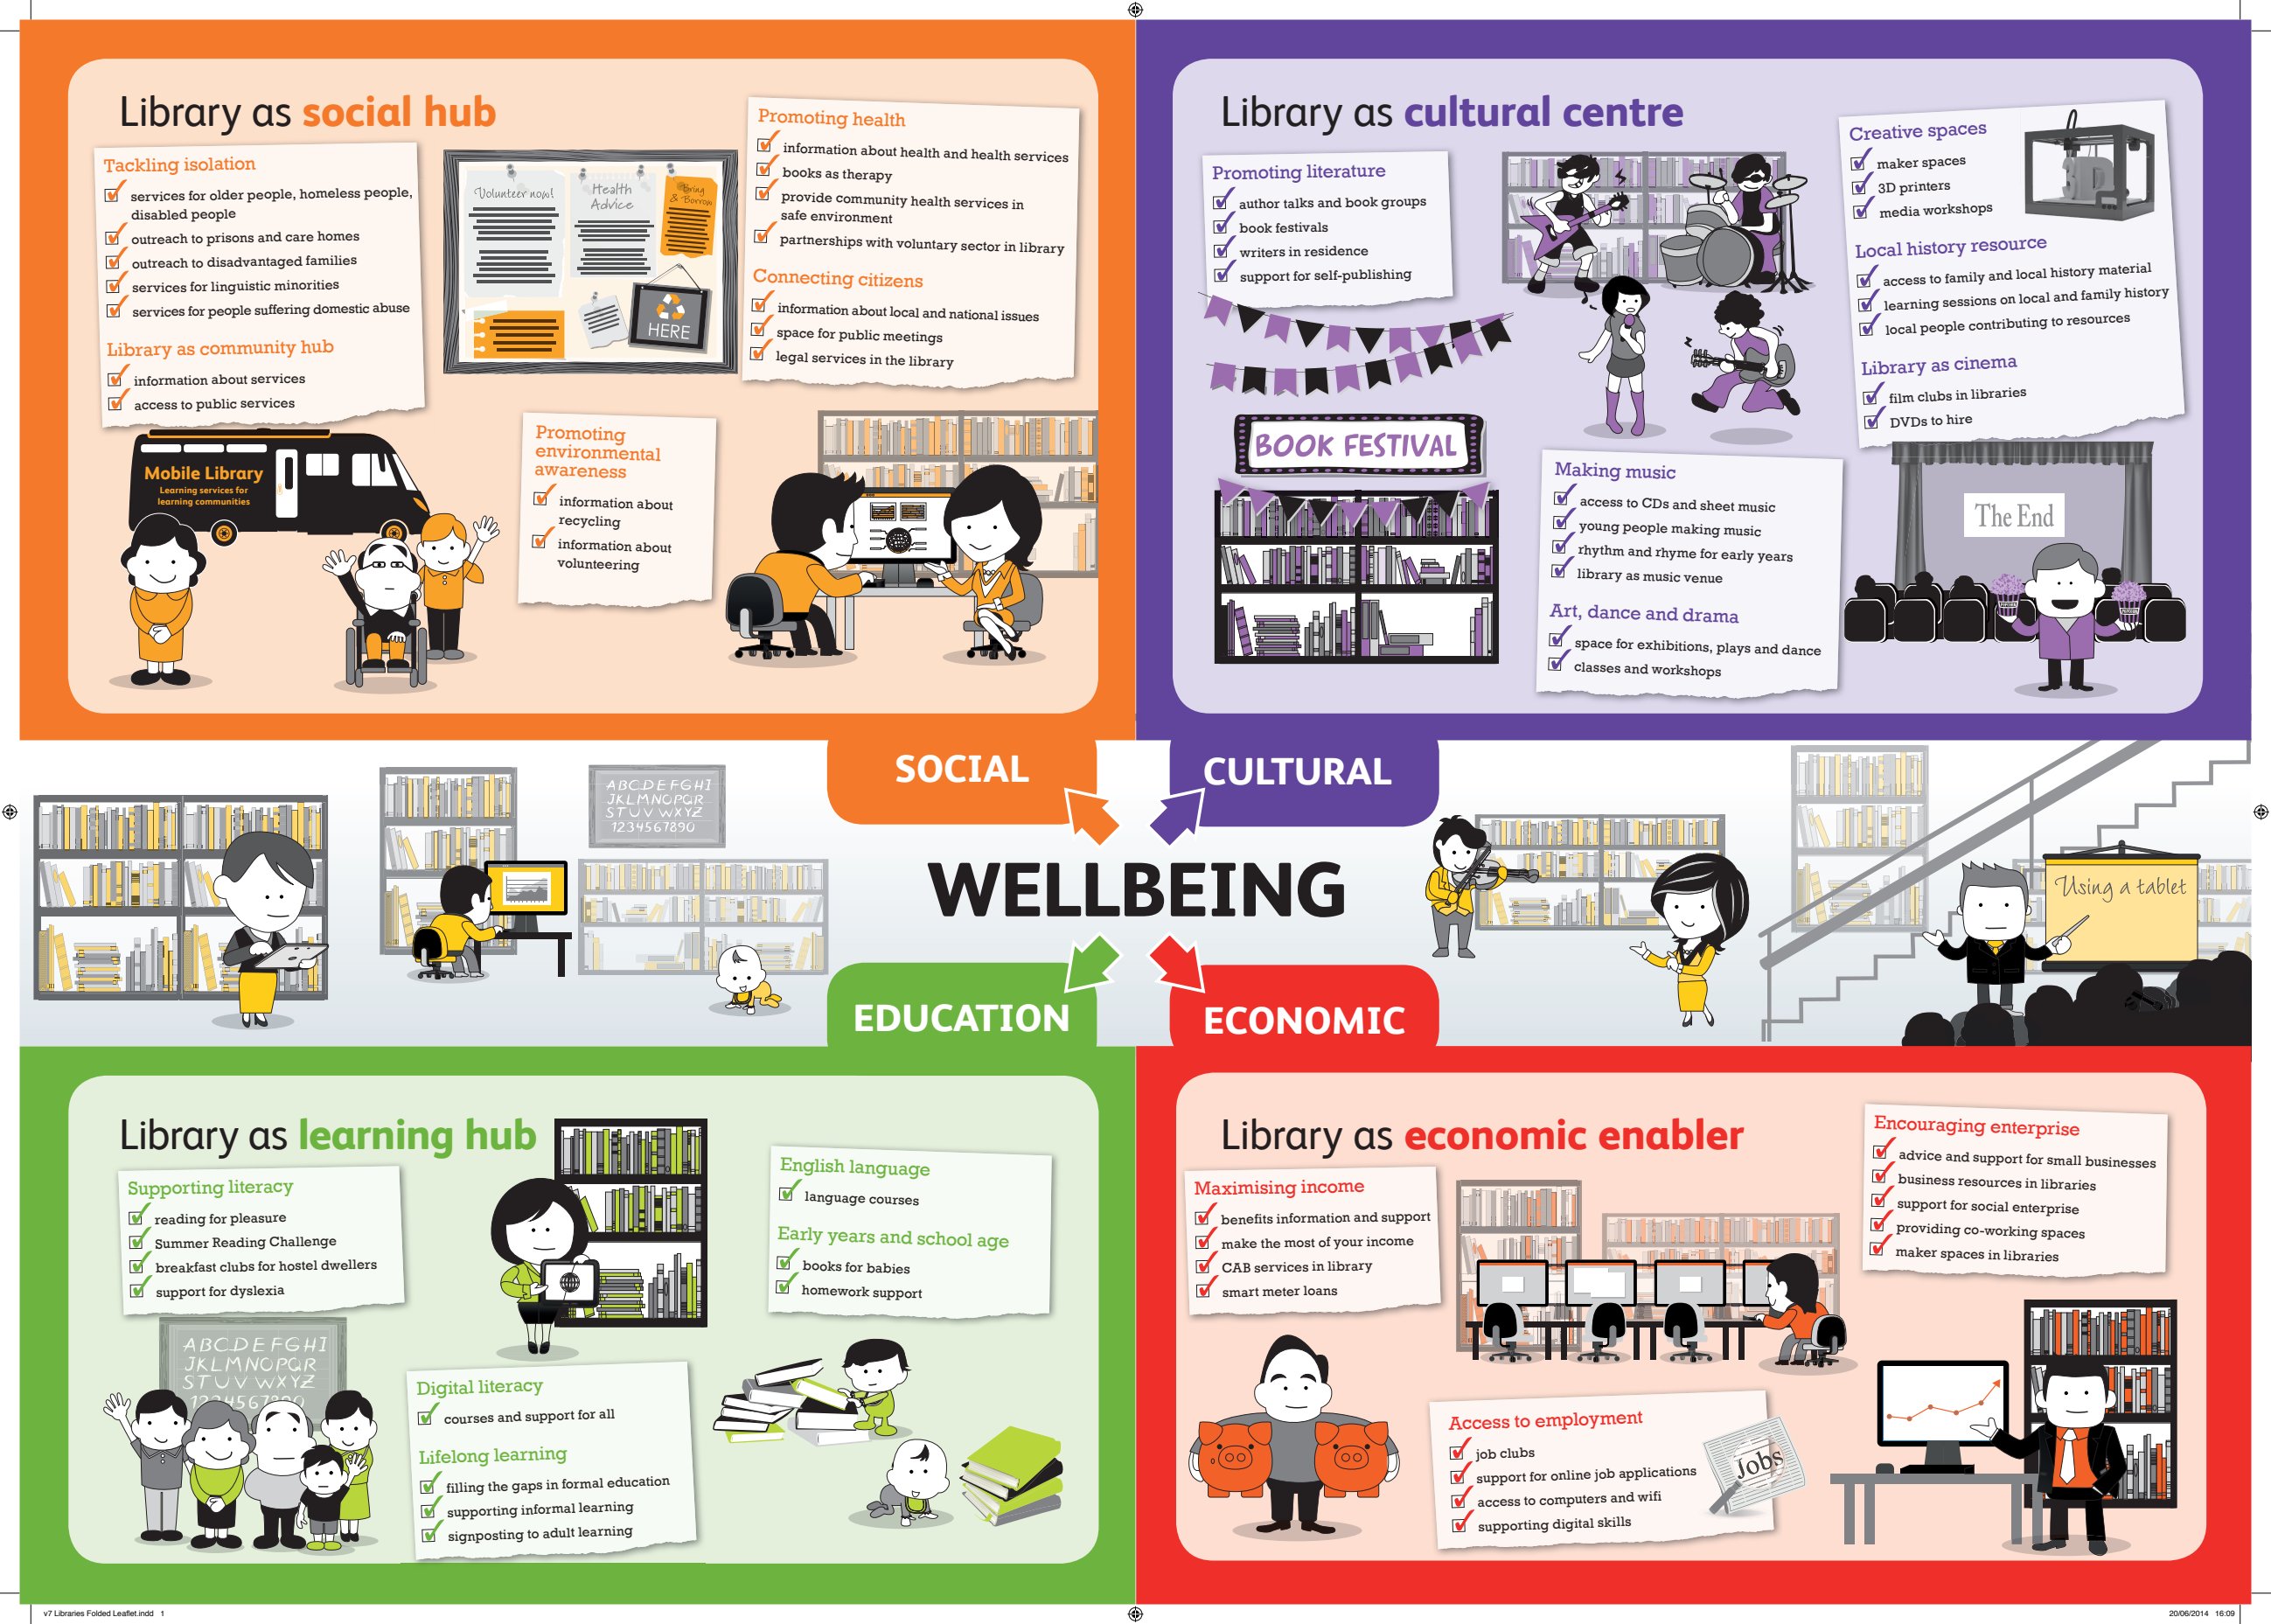 Library as social hub
Tackling isolation
services for older people, homeless people,
disabled people
outreach to prisons and care homes
outreach to disadvantaged families
services for linguistic minorities
services for people suffering domestic abuse
Library as community hub
information about services
access to public services
Volunteer now!
Health
Advice
Bring
& Borrow
HERE
Promoting health
information about health and health services
books as therapy
provide community health services in
safe environment
partnerships with voluntary sector in library
Connecting citizens
information about local and national issues
space for public meetings
legal services in the library
Mobile Library
Learning services for
learning communities
Promoting
environmental
awareness
information about
recycling
information about
volunteering
Library as cultural centre
Promoting literature
author talks and book groups
book festivals
writers in residence
support for self-publishing
BOOK FESTIVAL
Creative spaces
maker spaces
3D printers
media workshops
3D
Local history resource
access to family and local history material
learning sessions on local and family history
local people contributing to resources
Library as cinema
film clubs in libraries
DVDs to hire
Making music
access to CDs and sheet music
young people making music
rhythm and rhyme for early years
library as music venue
Art, dance and drama
space for exhibitions, plays and dance
classes and workshops
The End
SOCIAL
CULTURAL
ABCDEFGHI
JKLMNOPQR
STUVWXYZ
1234567890
WELLBEING
Using a tablet
EDUCATION
ECONOMIC
Library as learning hub
Supporting literacy
reading for pleasure
Summer Reading Challenge
breakfast clubs for hostel dwellers
support for dyslexia
English language
language courses
Early years and school age
books for babies
homework support
ABCDEFGHI
JKLMNOPQR
STUVWXYZ
1234567890
Digital literacy
courses and support for all
Lifelong learning
filling the gaps in formal education
supporting informal learning
signposting to adult learning
Library as economic enabler
Maximising income
benefits information and support
make the most of your income
CAB services in library
smart meter loans
Encouraging enterprise
advice and support for small businesses
business resources in libraries
support for social enterprise
providing co-working spaces
maker spaces in libraries
Access to employment
job clubs
support for online job applications
access to computers and wifi
supporting digital skills
Jobs
v7 Libraries Folded Leaflet.indd 1
20/06/2014 16:09